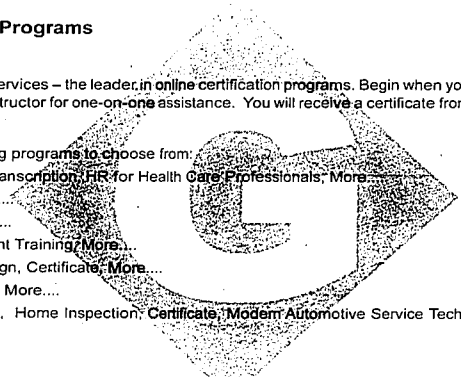 Programs
ervices – the leader in online certification programs. Begin when yo
tructor for one-on-one assistance. You will receive a certificate from
g programs to choose from:
anscription, HR for Health Care Professionals, More....
....
...
nt Training, More....
gn, Certificate, More....
More....
, Home Inspection, Certificate, Modern Automotive Service Tech
G